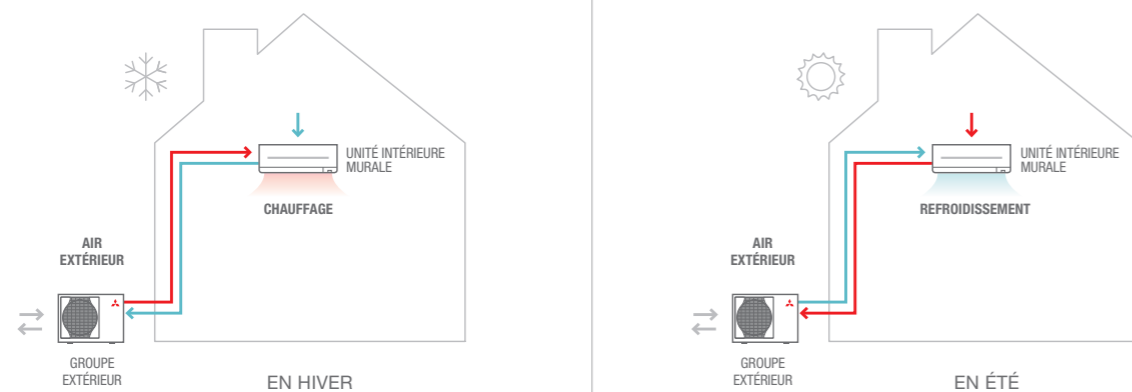 UNITÉ INTÉRIEURE
MURALE
CHAUFFAGE
AIR
EXTÉRIEUR
GROUPE
EXTÉRIEUR
EN HIVER
UNITÉ INTÉRIEURE
MURALE
REFROIDISSEMENT
AIR
EXTÉRIEUR
GROUPE
EXTÉRIEUR
EN ÉTÉ